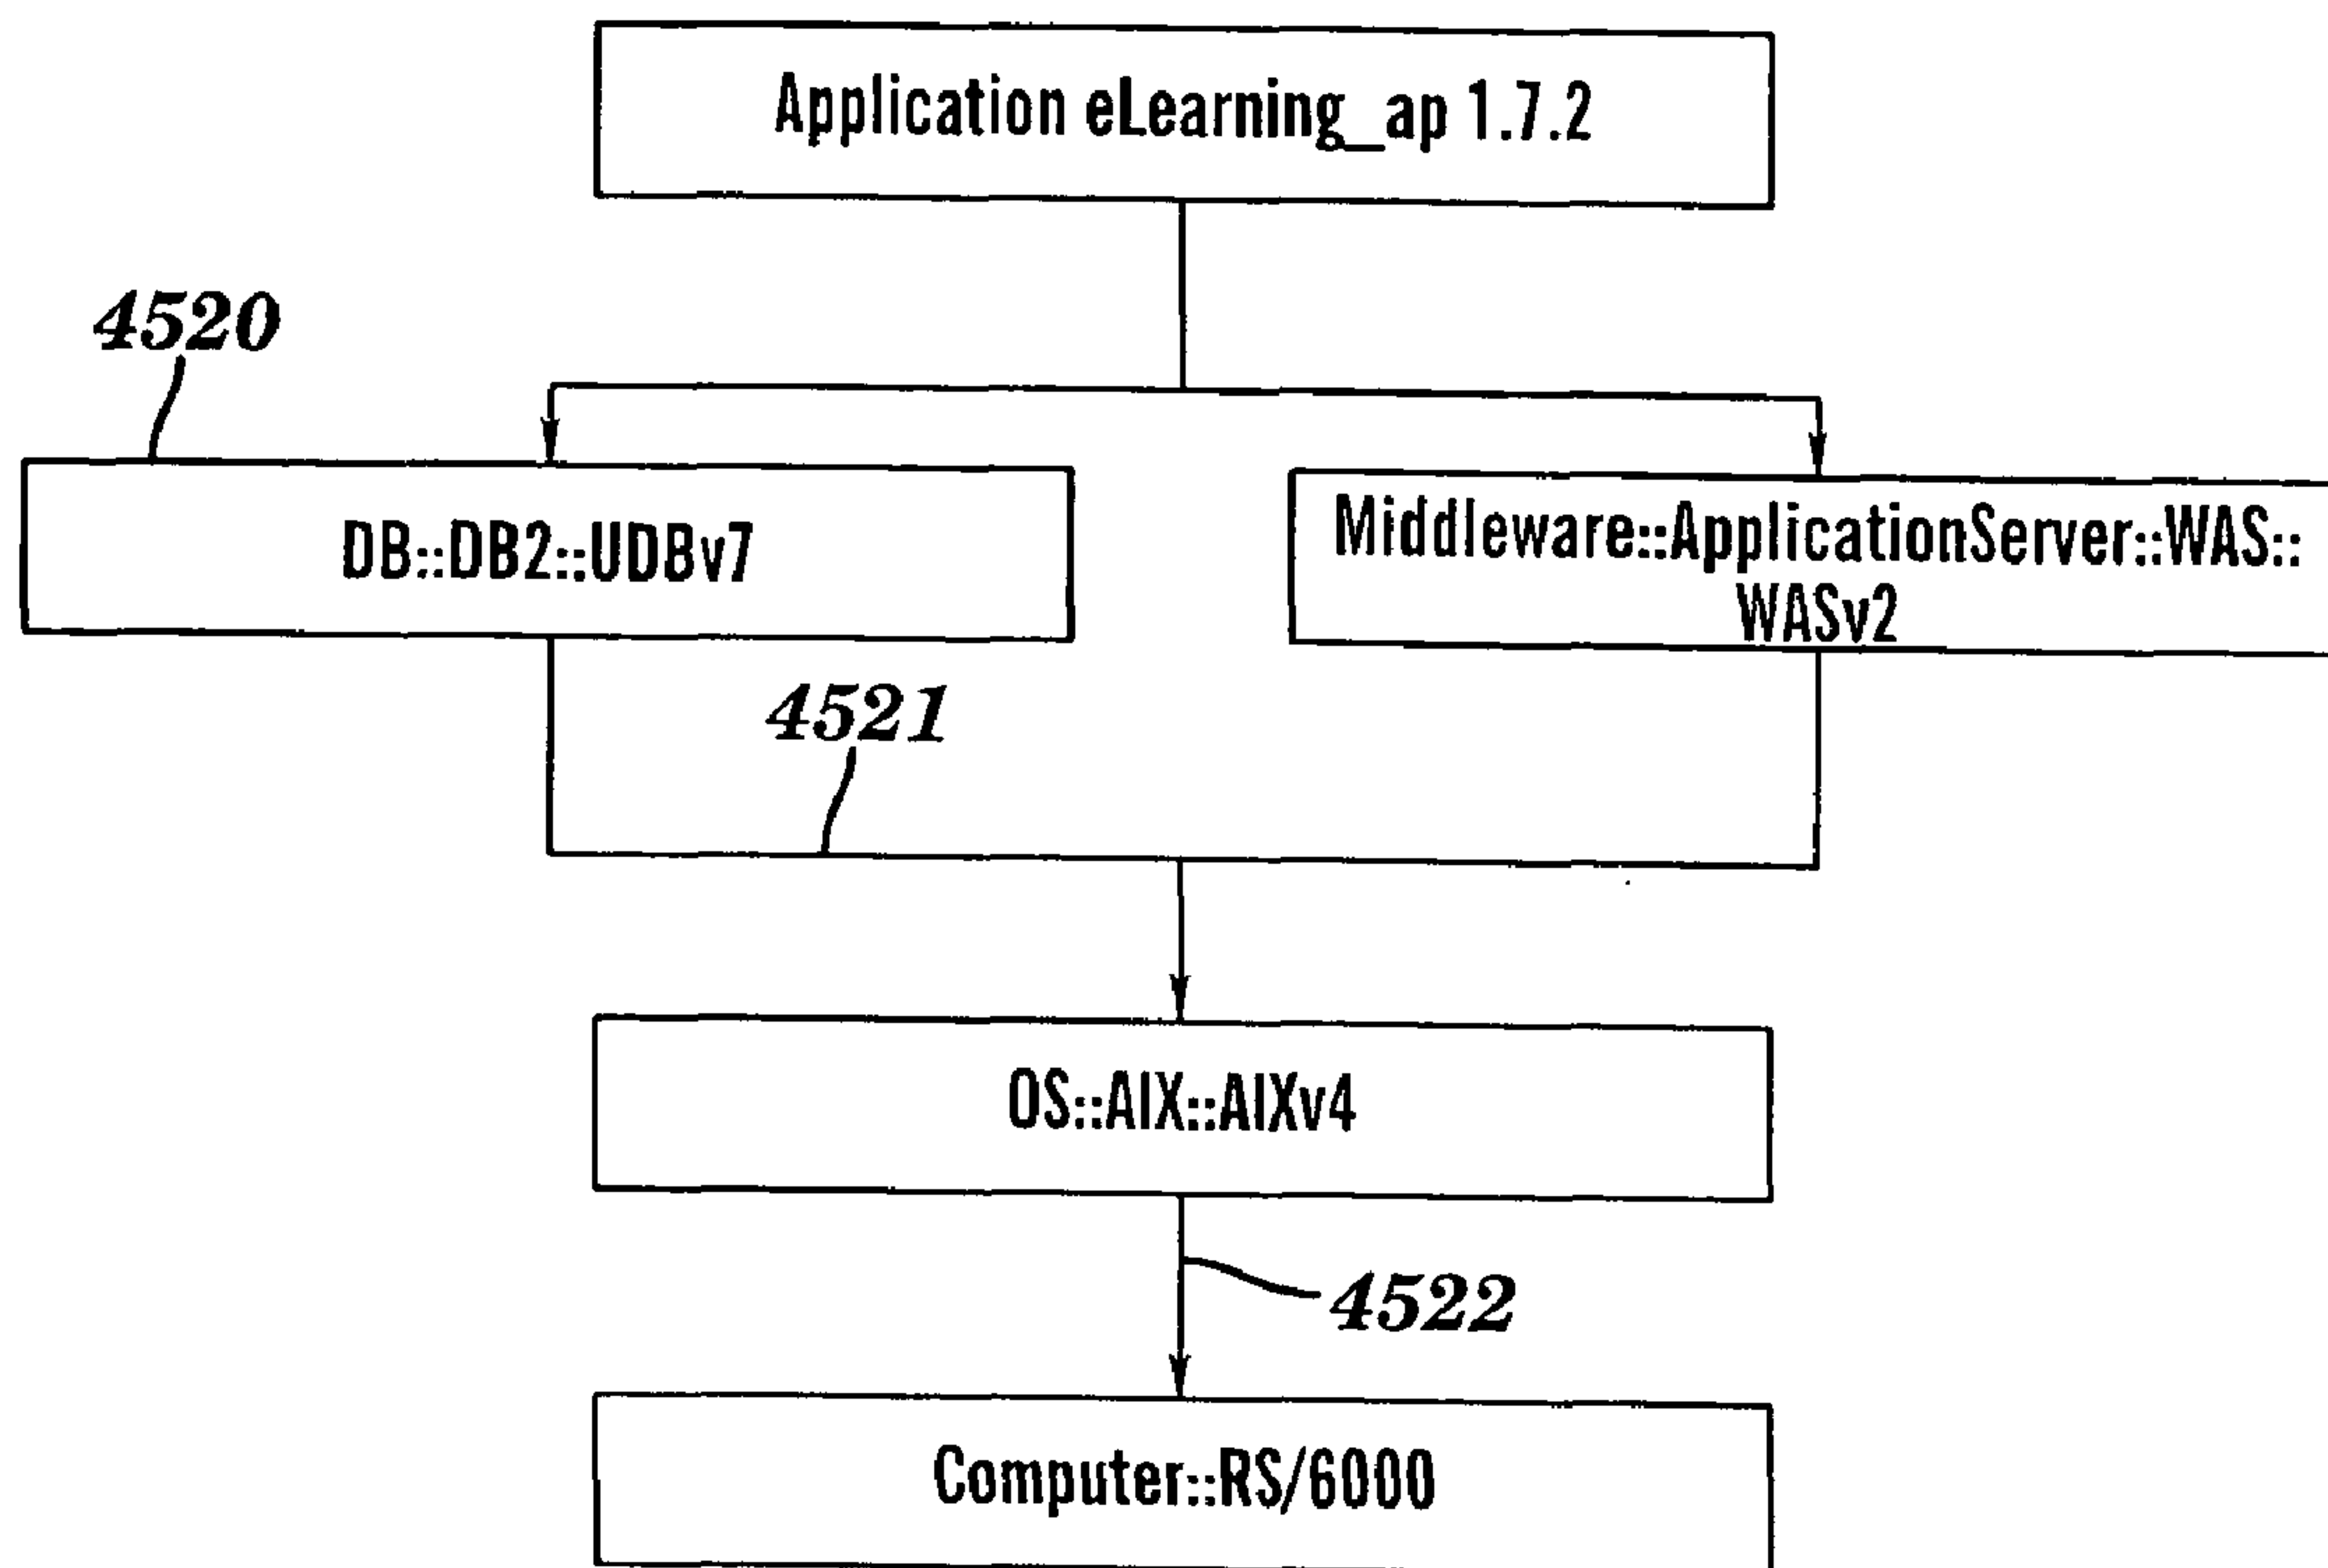 Application eLearning_ap 1.7.2
4520
DB::DB2::UDBv7
Middleware::ApplicationServer::WAS::
WASv2
4521
OS::AIX::AIXv4
4522
Computer::RS/6000